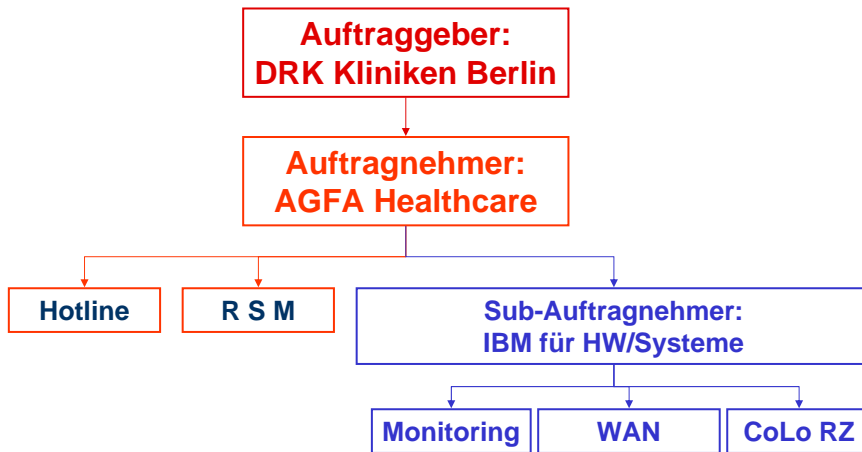 Auftraggeber:
DRK Kliniken Berlin
Auftragnehmer:
AGFA Healthcare
Hotline
R S M
Sub-Auftragnehmer:
IBM für HW/Systeme
Monitoring
WAN
CoLo RZ